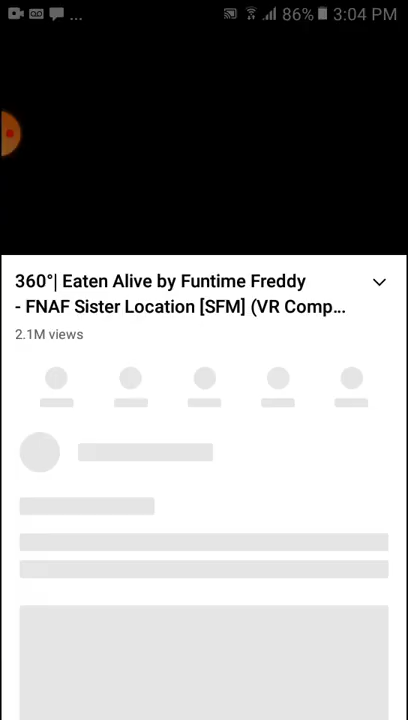 ... 86% 3:04 PM
360°| Eaten Alive by Funtime Freddy
- FNAF Sister Location [SFM] (VR Comp...
2.1M views